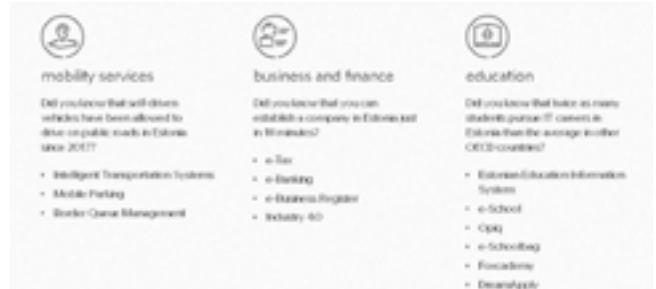 mobility services
Did you know that self-driven
vehicles have been allowed to
drive on public roads in Estonia
since 2017?
• Intelligent Transportation Systems
• Mobile Parking
• Border Queue Management
business and finance
Did you know that you can
establish a company in Estonia just
in 18 minutes?
• e-Tax
• e-Banking
• e-Business Register
• Industry 4.0
education
Did you know that twice as many
students pursue IT careers in
Estonia than the average in other
OECD countries?
• Estonian Education Information
System
• e-School
• Opiq
• e-Schoolbag
• Foxcademy
• DreamApply